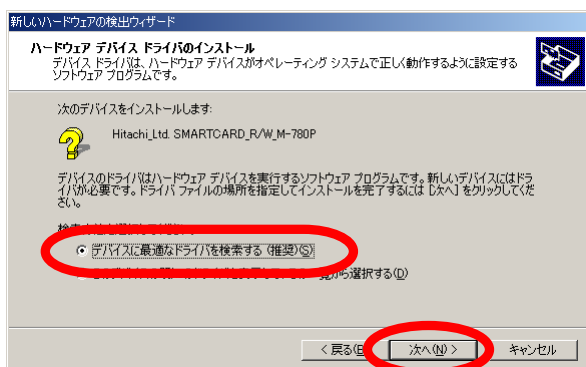 新しいハードウェアの検出ウィザード
ハードウェア デバイス ドライバのインストール
デバイス ドライバは、ハードウェア デバイスがオペレーティング システムで正しく動作するように設定する
ソフトウェア プログラムです。
次のデバイスをインストールします:
Hitachi_Ltd. SMARTCARD_R/W_M-780P
デバイスのドライバはハードウェア デバイスを実行するソフトウェア プログラムです。新しいデバイスにはドラ
イバが必要です。ドライバ ファイルの場所を指定してインストールを完了するには [次へ] をクリックしてくだ
さい。
デバイスに最適なドライバを検索する (推奨)(S)
から選択する(D)
< 戻る(B
次へ(N) >
キャンセル